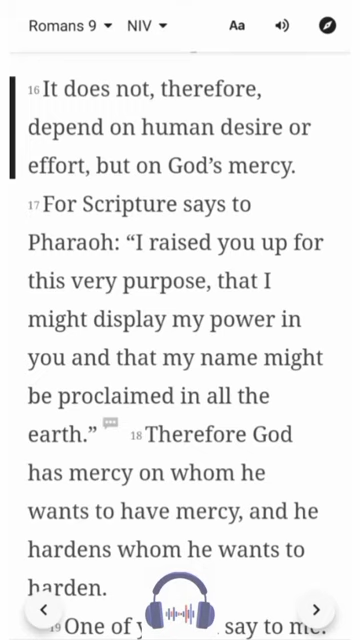 Romans 9 NIV Aa
16 It does not, therefore,
depend on human desire or
effort, but on God’s mercy.
17 For Scripture says to
Pharaoh: “I raised you up for
this very purpose, that I
might display my power in
you and that my name might
be proclaimed in all the
earth.” 18 Therefore God
has mercy on whom he
wants to have mercy, and he
hardens whom he wants to
harden.
19 One of say to me: